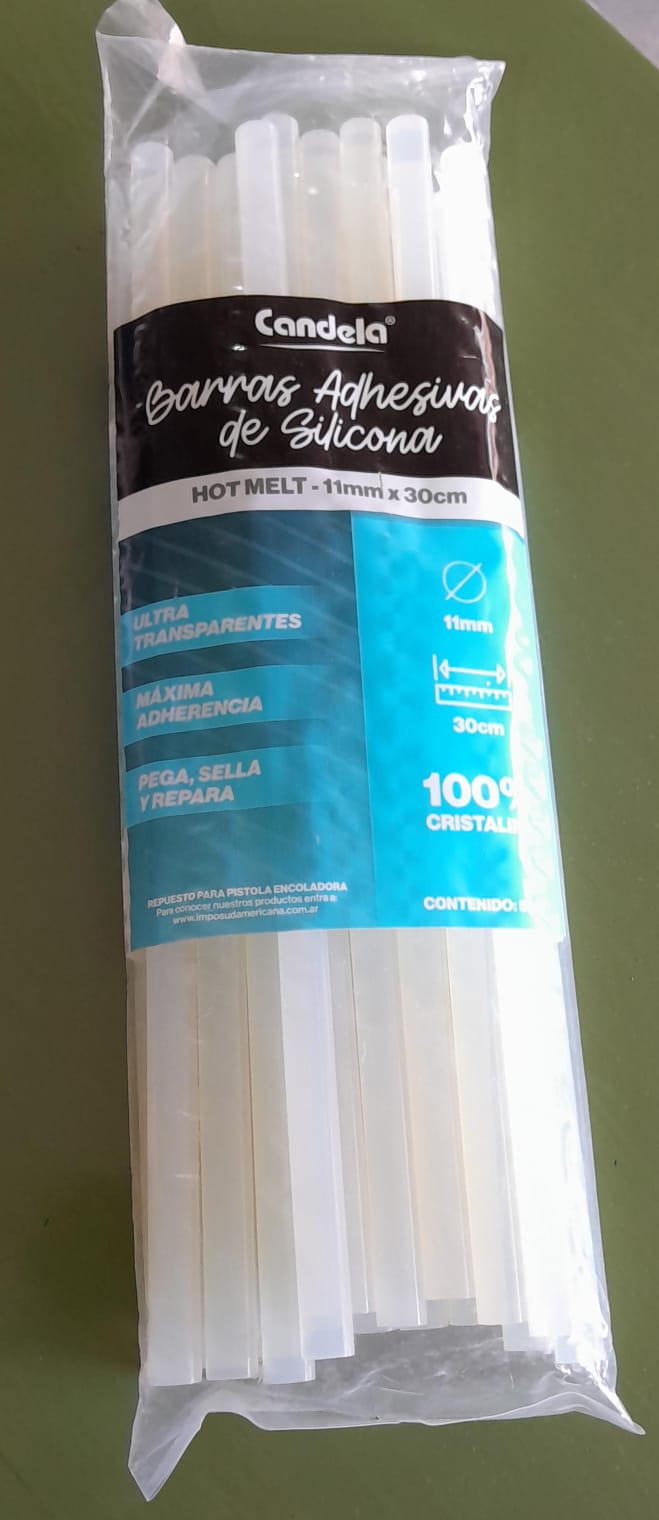 Candela®
Barras Adhesivas
de Silicona
HOT MELT - 11mm x 30cm
ULTRA
TRANSPARENTES
MÁXIMA
ADHERENCIA
PEGA, SELLA
Y REPARA
REPUESTO PARA PISTOLA ENCOLADORA
Para conocer nuestros productos entra a:
www.imposudamericana.com.ar
11mm
30cm
100%
CONTENIDO: